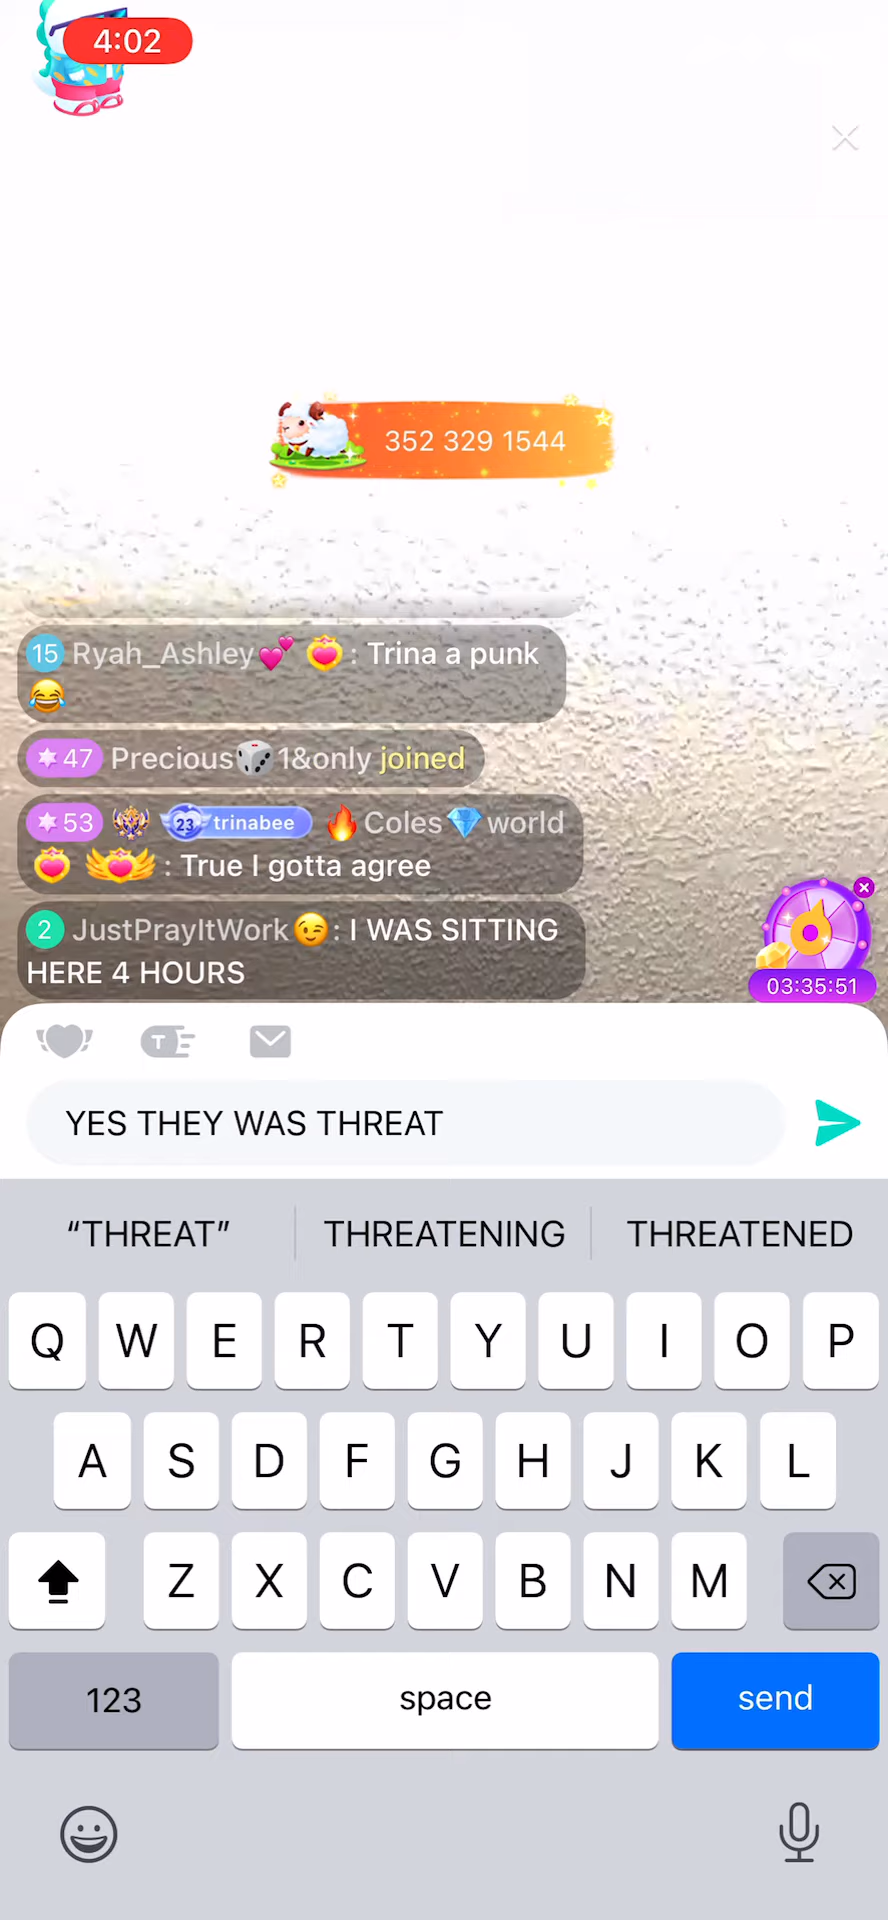 4:02
352 329 1544
15 Ryah_Ashley💕 : Trina a punk
😂
47 Precious🎲1&only joined
53 23 trinabee 🔥Coles💎world
: True I gotta agree
2 JustPrayItWork😉: I WAS SITTING
HERE 4 HOURS
03:35:51
T
YES THEY WAS THREAT
“THREAT” THREATENING THREATENED
Q W E R T Y U I O P
A S D F G H J K L
Z X C V B N M
123 space send